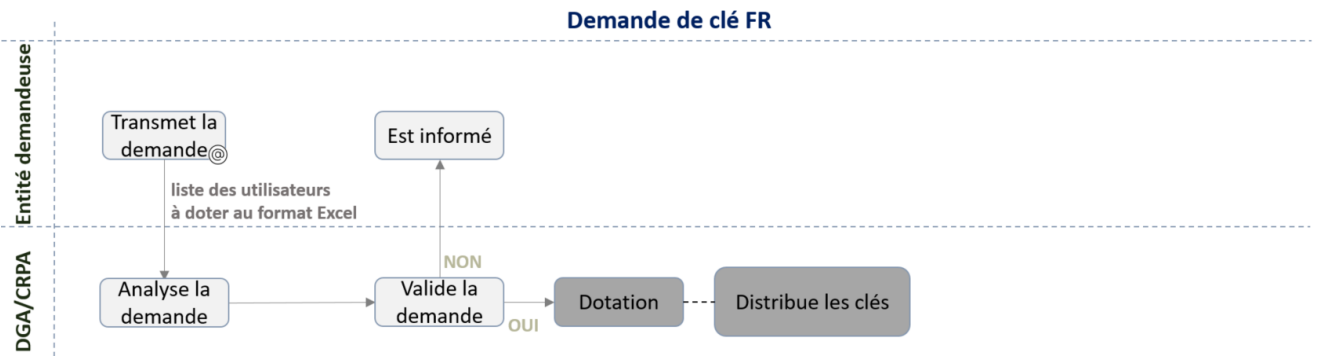 Demande de clé FR
Entité demandeuse
Transmet la
demande@
Est informé
liste des utilisateurs
à doter au format Excel
DGA/CRPA
NON
Analyse la
demande
Valide la
demande
OUI
Dotation
Distribue les clés